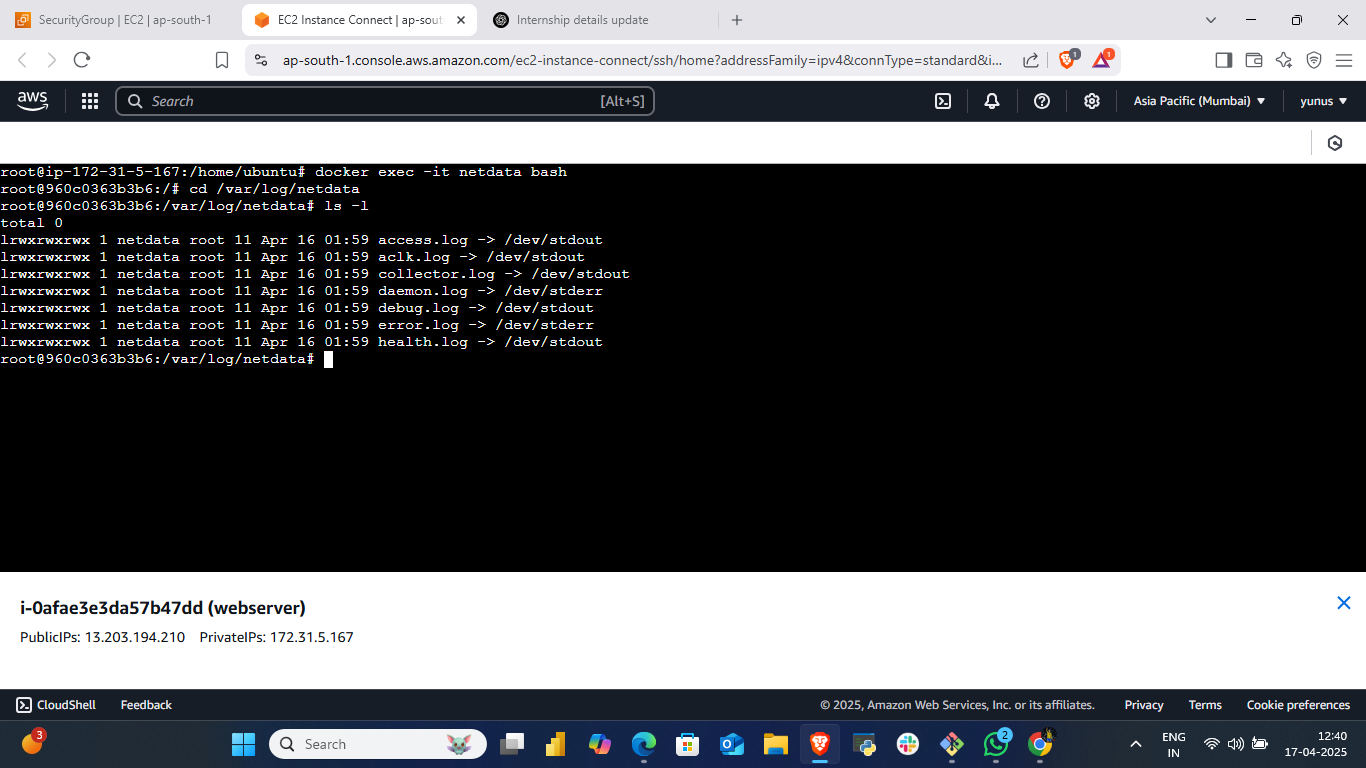 SecurityGroup | EC2 | ap-south-1
EC2 Instance Connect | ap-sout
Internship details update
ap-south-1.console.aws.amazon.com/ec2-instance-connect/ssh/home?addressFamily=ipv4&connType=standard&i...
1
1
aws
Search
[Alt+S]
Asia Pacific (Mumbai)
yunus
root@ip-172-31-5-167:/home/ubuntu# docker exec -it netdata bash
root@960c0363b3b6:/# cd /var/log/netdata
root@960c0363b3b6:/var/log/netdata# ls -l
total 0
lrwxrwxrwx 1 netdata root 11 Apr 16 01:59 access.log -> /dev/stdout
lrwxrwxrwx 1 netdata root 11 Apr 16 01:59 aclk.log -> /dev/stdout
lrwxrwxrwx 1 netdata root 11 Apr 16 01:59 collector.log -> /dev/stdout
lrwxrwxrwx 1 netdata root 11 Apr 16 01:59 daemon.log -> /dev/stderr
lrwxrwxrwx 1 netdata root 11 Apr 16 01:59 debug.log -> /dev/stdout
lrwxrwxrwx 1 netdata root 11 Apr 16 01:59 error.log -> /dev/stderr
lrwxrwxrwx 1 netdata root 11 Apr 16 01:59 health.log -> /dev/stdout
root@960c0363b3b6:/var/log/netdata#
i-0afae3e3da57b47dd (webserver)
PublicIPs: 13.203.194.210 PrivateIPs: 172.31.5.167
CloudShell
Feedback
© 2025, Amazon Web Services, Inc. or its affiliates.
Privacy
Terms
Cookie preferences
3
Search
2
ENG
IN
12:40
17-04-2025